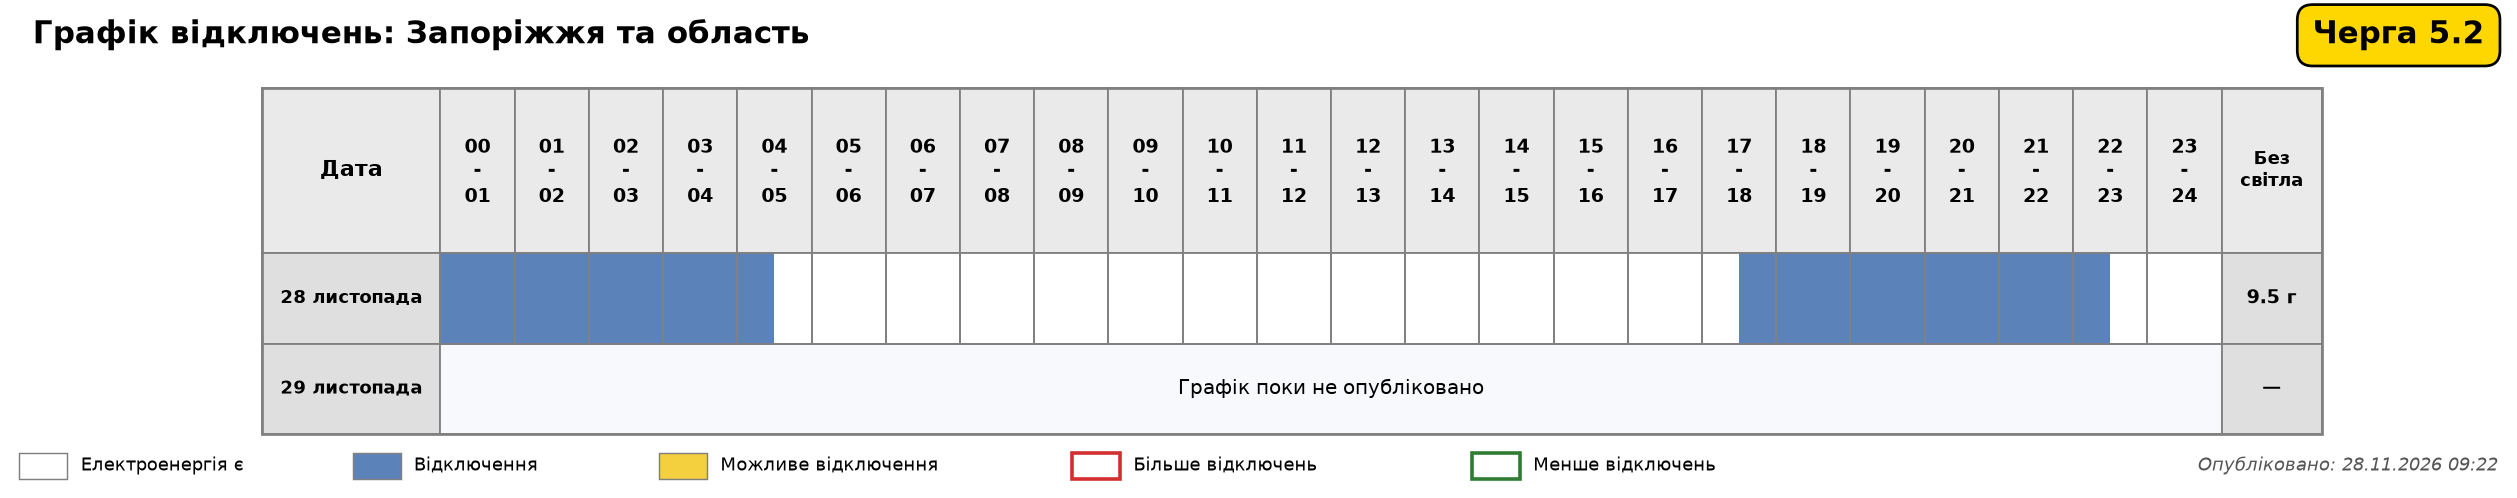 Графік відключень: Запоріжжя та область
Черга 5.2
Дата
00 - 01
01 - 02
02 - 03
03 - 04
04 - 05
05 - 06
06 - 07
07 - 08
08 - 09
09 - 10
10 - 11
11 - 12
12 - 13
13 - 14
14 - 15
15 - 16
16 - 17
17 - 18
18 - 19
19 - 20
20 - 21
21 - 22
22 - 23
23 - 24
Без
світла
28 листопада
9.5 г
29 листопада
Графік поки не опубліковано
—
Електроенергія є
Відключення
Можливе відключення
Більше відключень
Менше відключень
Опубліковано: 28.11.2026 09:22